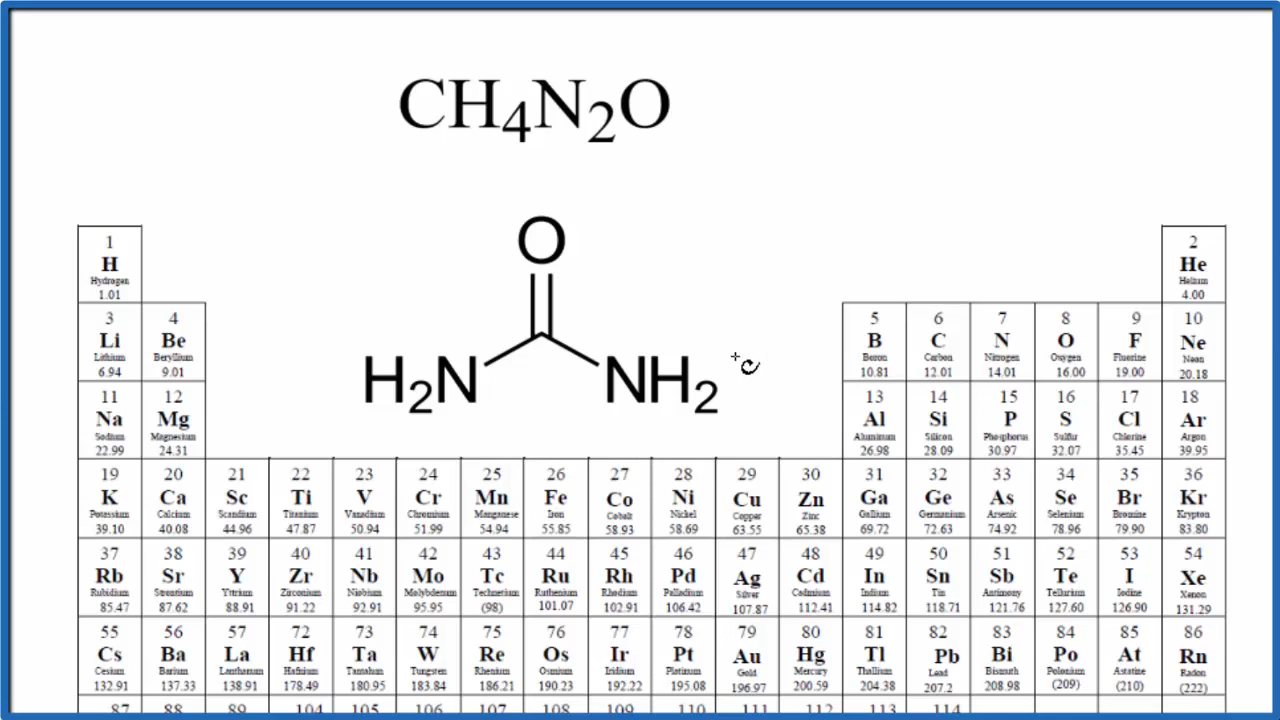 CH₄N₂O
O
H₂N NH₂
1 2
H He
Hydrogen Helium
1.01 4.00
3 4 5 6 7 8 9 10
Li Be B C N O F Ne
Lithium Beryllium Boron Carbon Nitrogen Oxygen Fluorine Neon
6.94 9.01 10.81 12.01 14.01 16.00 19.00 20.18
11 12 13 14 15 16 17 18
Na Mg Al Si P S Cl Ar
Sodium Magnesium Aluminum Silicon Phosphorus Sulfur Chlorine Argon
22.99 24.31 26.98 28.09 30.97 32.07 35.45 39.95
19 20 21 22 23 24 25 26 27 28 29 30 31 32 33 34 35 36
K Ca Sc Ti V Cr Mn Fe Co Ni Cu Zn Ga Ge As Se Br Kr
Potassium Calcium Scandium Titanium Vanadium Chromium Manganese Iron Cobalt Nickel Copper Zinc Gallium Germanium Arsenic Selenium Bromine Krypton
39.10 40.08 44.96 47.87 50.94 51.99 54.94 55.85 58.93 58.69 63.55 65.38 69.72 72.63 74.92 78.96 79.90 83.80
37 38 39 40 41 42 43 44 45 46 47 48 49 50 51 52 53 54
Rb Sr Y Zr Nb Mo Tc Ru Rh Pd Ag Cd In Sn Sb Te I Xe
Rubidium Strontium Yttrium Zirconium Niobium Molybdenum Technetium Ruthenium Rhodium Palladium Silver Cadmium Indium Tin Antimony Tellurium Iodine Xenon
85.47 87.62 88.91 91.22 92.91 95.95 (98) 101.07 102.91 106.42 107.87 112.41 114.82 118.71 121.76 127.60 126.90 131.29
55 56 57 72 73 74 75 76 77 78 79 80 81 82 83 84 85 86
Cs Ba La Hf Ta W Re Os Ir Pt Au Hg Tl Pb Bi Po At Rn
Cesium Barium Lanthanum Hafnium Tantalum Tungsten Rhenium Osmium Iridium Platinum Gold Mercury Thallium Lead Bismuth Polonium Astatine Radon
132.91 137.33 138.91 178.49 180.95 183.84 186.21 190.23 192.22 195.08 196.97 200.59 204.38 207.2 208.98 (209) (210) (222)
87 88 89 104 105 106 107 108 109 110 111 112 113 114